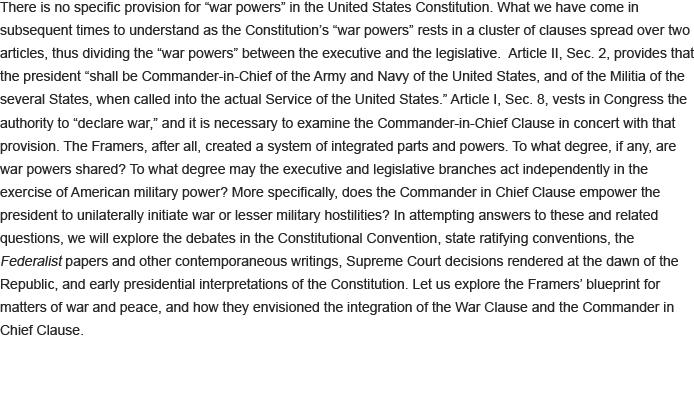 There is no specific provision for “war powers” in the United States Constitution. What we have come in
subsequent times to understand as the Constitution’s “war powers” rests in a cluster of clauses spread over two
articles, thus dividing the “war powers” between the executive and the legislative.  Article II, Sec. 2, provides that
the president “shall be Commander-in-Chief of the Army and Navy of the United States, and of the Militia of the
several States, when called into the actual Service of the United States.” Article I, Sec. 8, vests in Congress the
authority to “declare war,” and it is necessary to examine the Commander-in-Chief Clause in concert with that
provision. The Framers, after all, created a system of integrated parts and powers. To what degree, if any, are
war powers shared? To what degree may the executive and legislative branches act independently in the
exercise of American military power? More specifically, does the Commander in Chief Clause empower the
president to unilaterally initiate war or lesser military hostilities? In attempting answers to these and related
questions, we will explore the debates in the Constitutional Convention, state ratifying conventions, the
Federalist papers and other contemporaneous writings, Supreme Court decisions rendered at the dawn of the
Republic, and early presidential interpretations of the Constitution. Let us explore the Framers’ blueprint for
matters of war and peace, and how they envisioned the integration of the War Clause and the Commander in
Chief Clause.